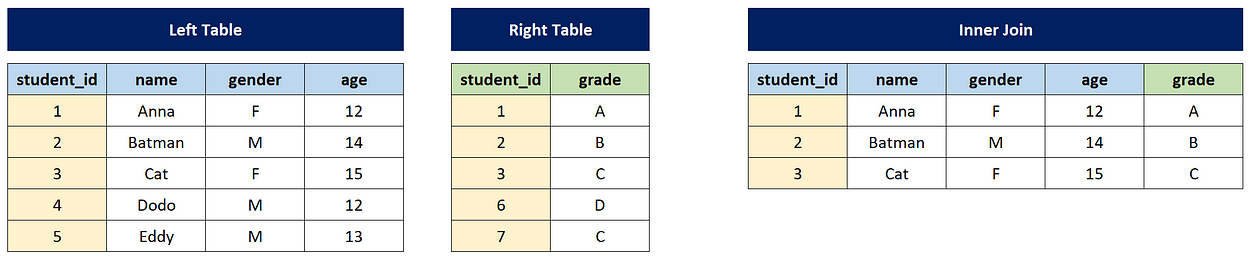 Left Table
student_id name gender age
1 Anna F 12
2 Batman M 14
3 Cat F 15
4 Dodo M 12
5 Eddy M 13
Right Table
student_id grade
1 A
2 B
3 C
6 D
7 C
Inner Join
student_id name gender age grade
1 Anna F 12 A
2 Batman M 14 B
3 Cat F 15 C